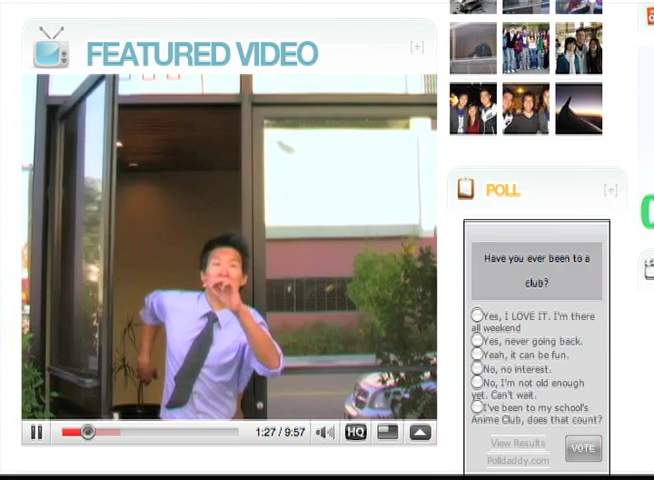 FEATURED VIDEO
[+]
POLL
[+]
Have you ever been to a
club?
Yes, I LOVE IT. I'm there
all weekend
Yes, never going back.
Yeah, it can be fun.
No, no interest.
No, I'm not old enough
yet. Can't wait.
I've been to my school's
Anime Club, does that count?
View Results
VOTE
Polldaddy.com
1:27 / 9:57
HQ